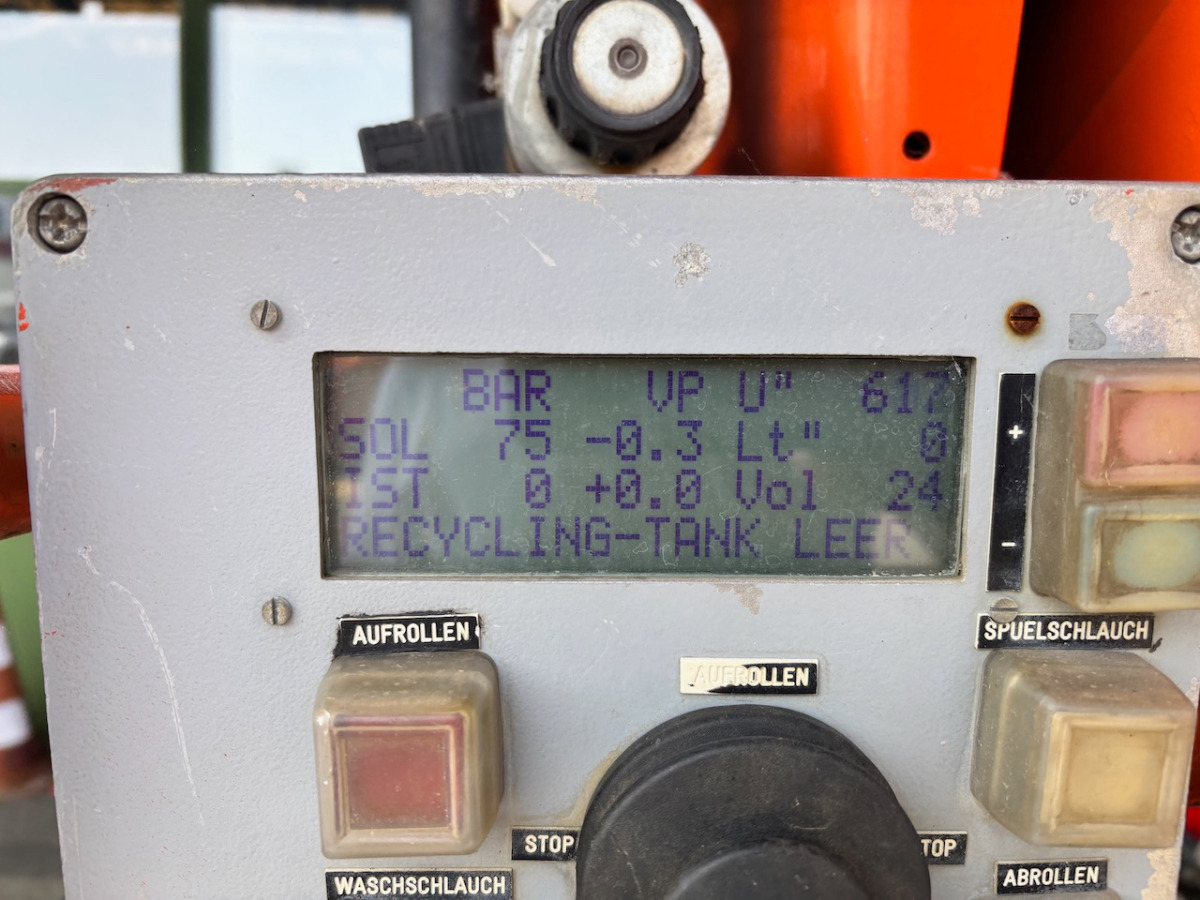 BAR VP U" 617
SOL 75 -0.3 Lt" 0
IST 0 +0.0 Vol 24
RECYCLING-TANK LEER
+
-
AUFROLLEN
SPUELSCHLAUCH
AUFROLLEN
STOP
TOP
WASCHSCHLAUCH
ABROLLEN